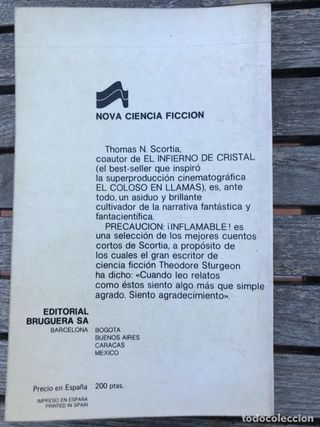 NOVA CIENCIA FICCION
Thomas N. Scortia,
coautor de EL INFIERNO DE CRISTAL
(el best-seller que inspiró
la superproducción cinematográfica
EL COLOSO EN LLAMAS), es, ante
todo, un asiduo y brillante
cultivador de la narrativa fantástica y
fantacientífica.
PRECAUCION: ¡INFLAMABLE! es
una selección de los mejores cuentos
cortos de Scortia, a propósito de
los cuales el gran escritor de
ciencia ficción Theodore Sturgeon
ha dicho: «Cuando leo relatos
como éstos siento algo más que simple
agrado. Siento agradecimiento».
EDITORIAL
BRUGUERA SA
BARCELONA
BOGOTA
BUENOS AIRES
CARACAS
MEXICO
Precio en España 200 ptas.
IMPRESO EN ESPAÑA
PRINTED IN SPAIN
todocoleccion